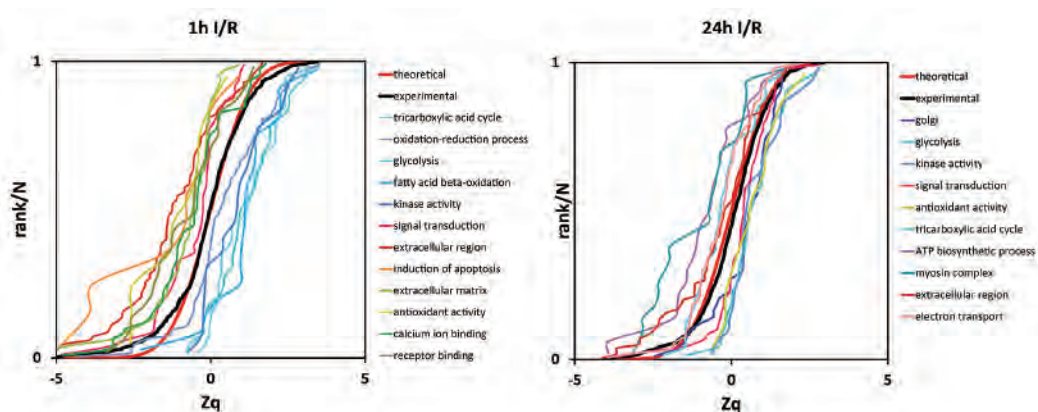 1h I/R
1
rank/N
0
-5
0
5
Zq
theoretical
experimental
tricarboxylic acid cycle
oxidation-reduction process
glycolysis
fatty acid beta-oxidation
kinase activity
signal transduction
extracellular region
induction of apoptosis
extracellular matrix
antioxidant activity
calcium ion binding
receptor binding
24h I/R
1
rank/N
0
-5
0
5
Zq
theoretical
experimental
golgi
glycolysis
kinase activity
signal transduction
antioxidant activity
tricarboxylic acid cycle
ATP biosynthetic process
myosin complex
extracellular region
electron transport